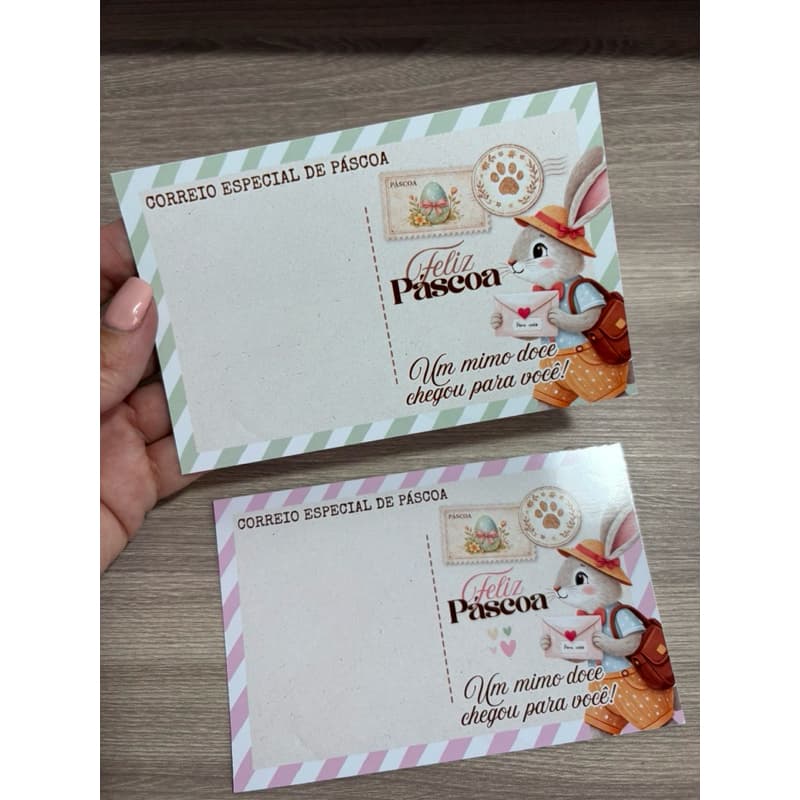 CORREIO ESPECIAL DE PÁSCOA
PÁSCOA
Feliz
Páscoa
Para você
Um mimo doce
chegou para você!
CORREIO ESPECIAL DE PÁSCOA
PÁSCOA
Feliz
Páscoa
Para você
Um mimo doce
chegou para você!